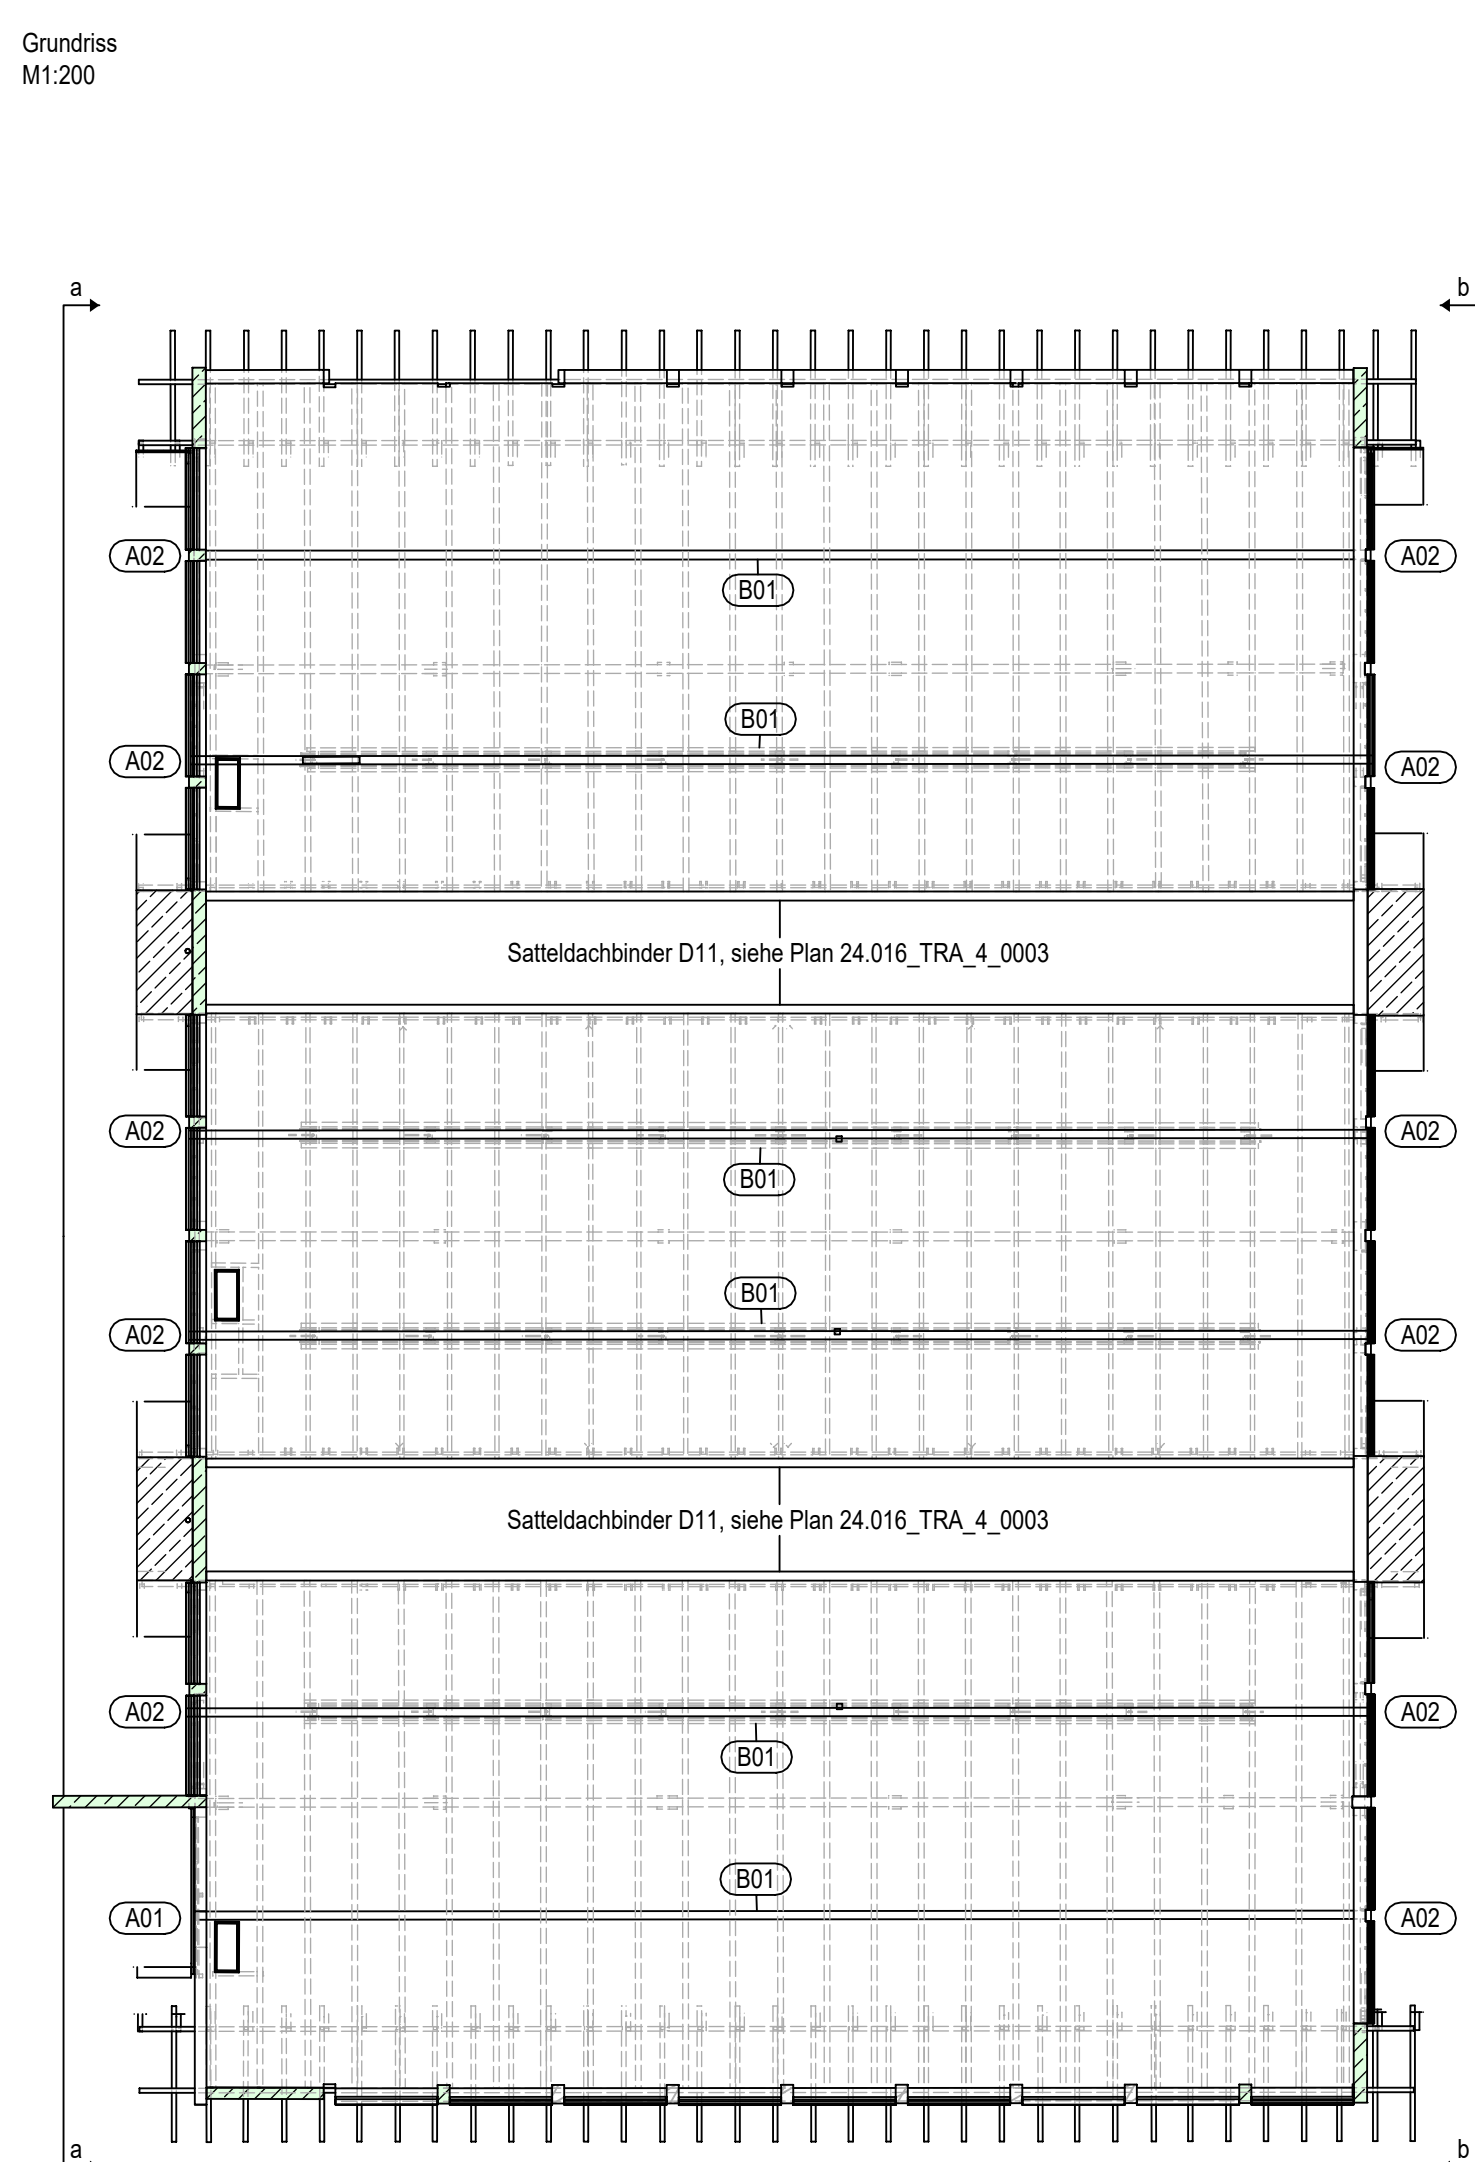 Grundriss
M1:200
a
b
A02
A02
B01
B01
A02
A02
Satteldachbinder D11, siehe Plan 24.016_TRA_4_0003
A02
A02
B01
B01
A02
A02
Satteldachbinder D11, siehe Plan 24.016_TRA_4_0003
A02
A02
B01
B01
A01
A02
a
b